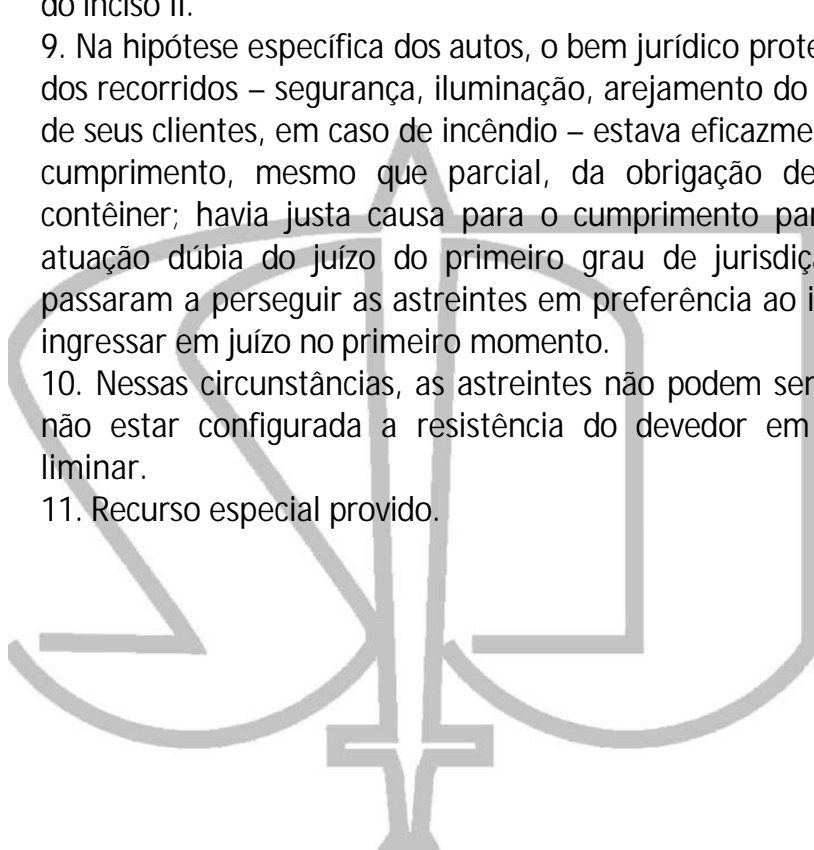 do inciso II.
9. Na hipótese específica dos autos, o bem jurídico prote
dos recorridos – segurança, iluminação, arejamento do
de seus clientes, em caso de incêndio – estava eficazme
cumprimento, mesmo que parcial, da obrigação de
contêiner; havia justa causa para o cumprimento par
atuação dúbia do juízo do primeiro grau de jurisdiç
passaram a perseguir as astreintes em preferência ao i
ingressar em juízo no primeiro momento.
10. Nessas circunstâncias, as astreintes não podem ser
não estar configurada a resistência do devedor em
liminar.
11. Recurso especial provido.